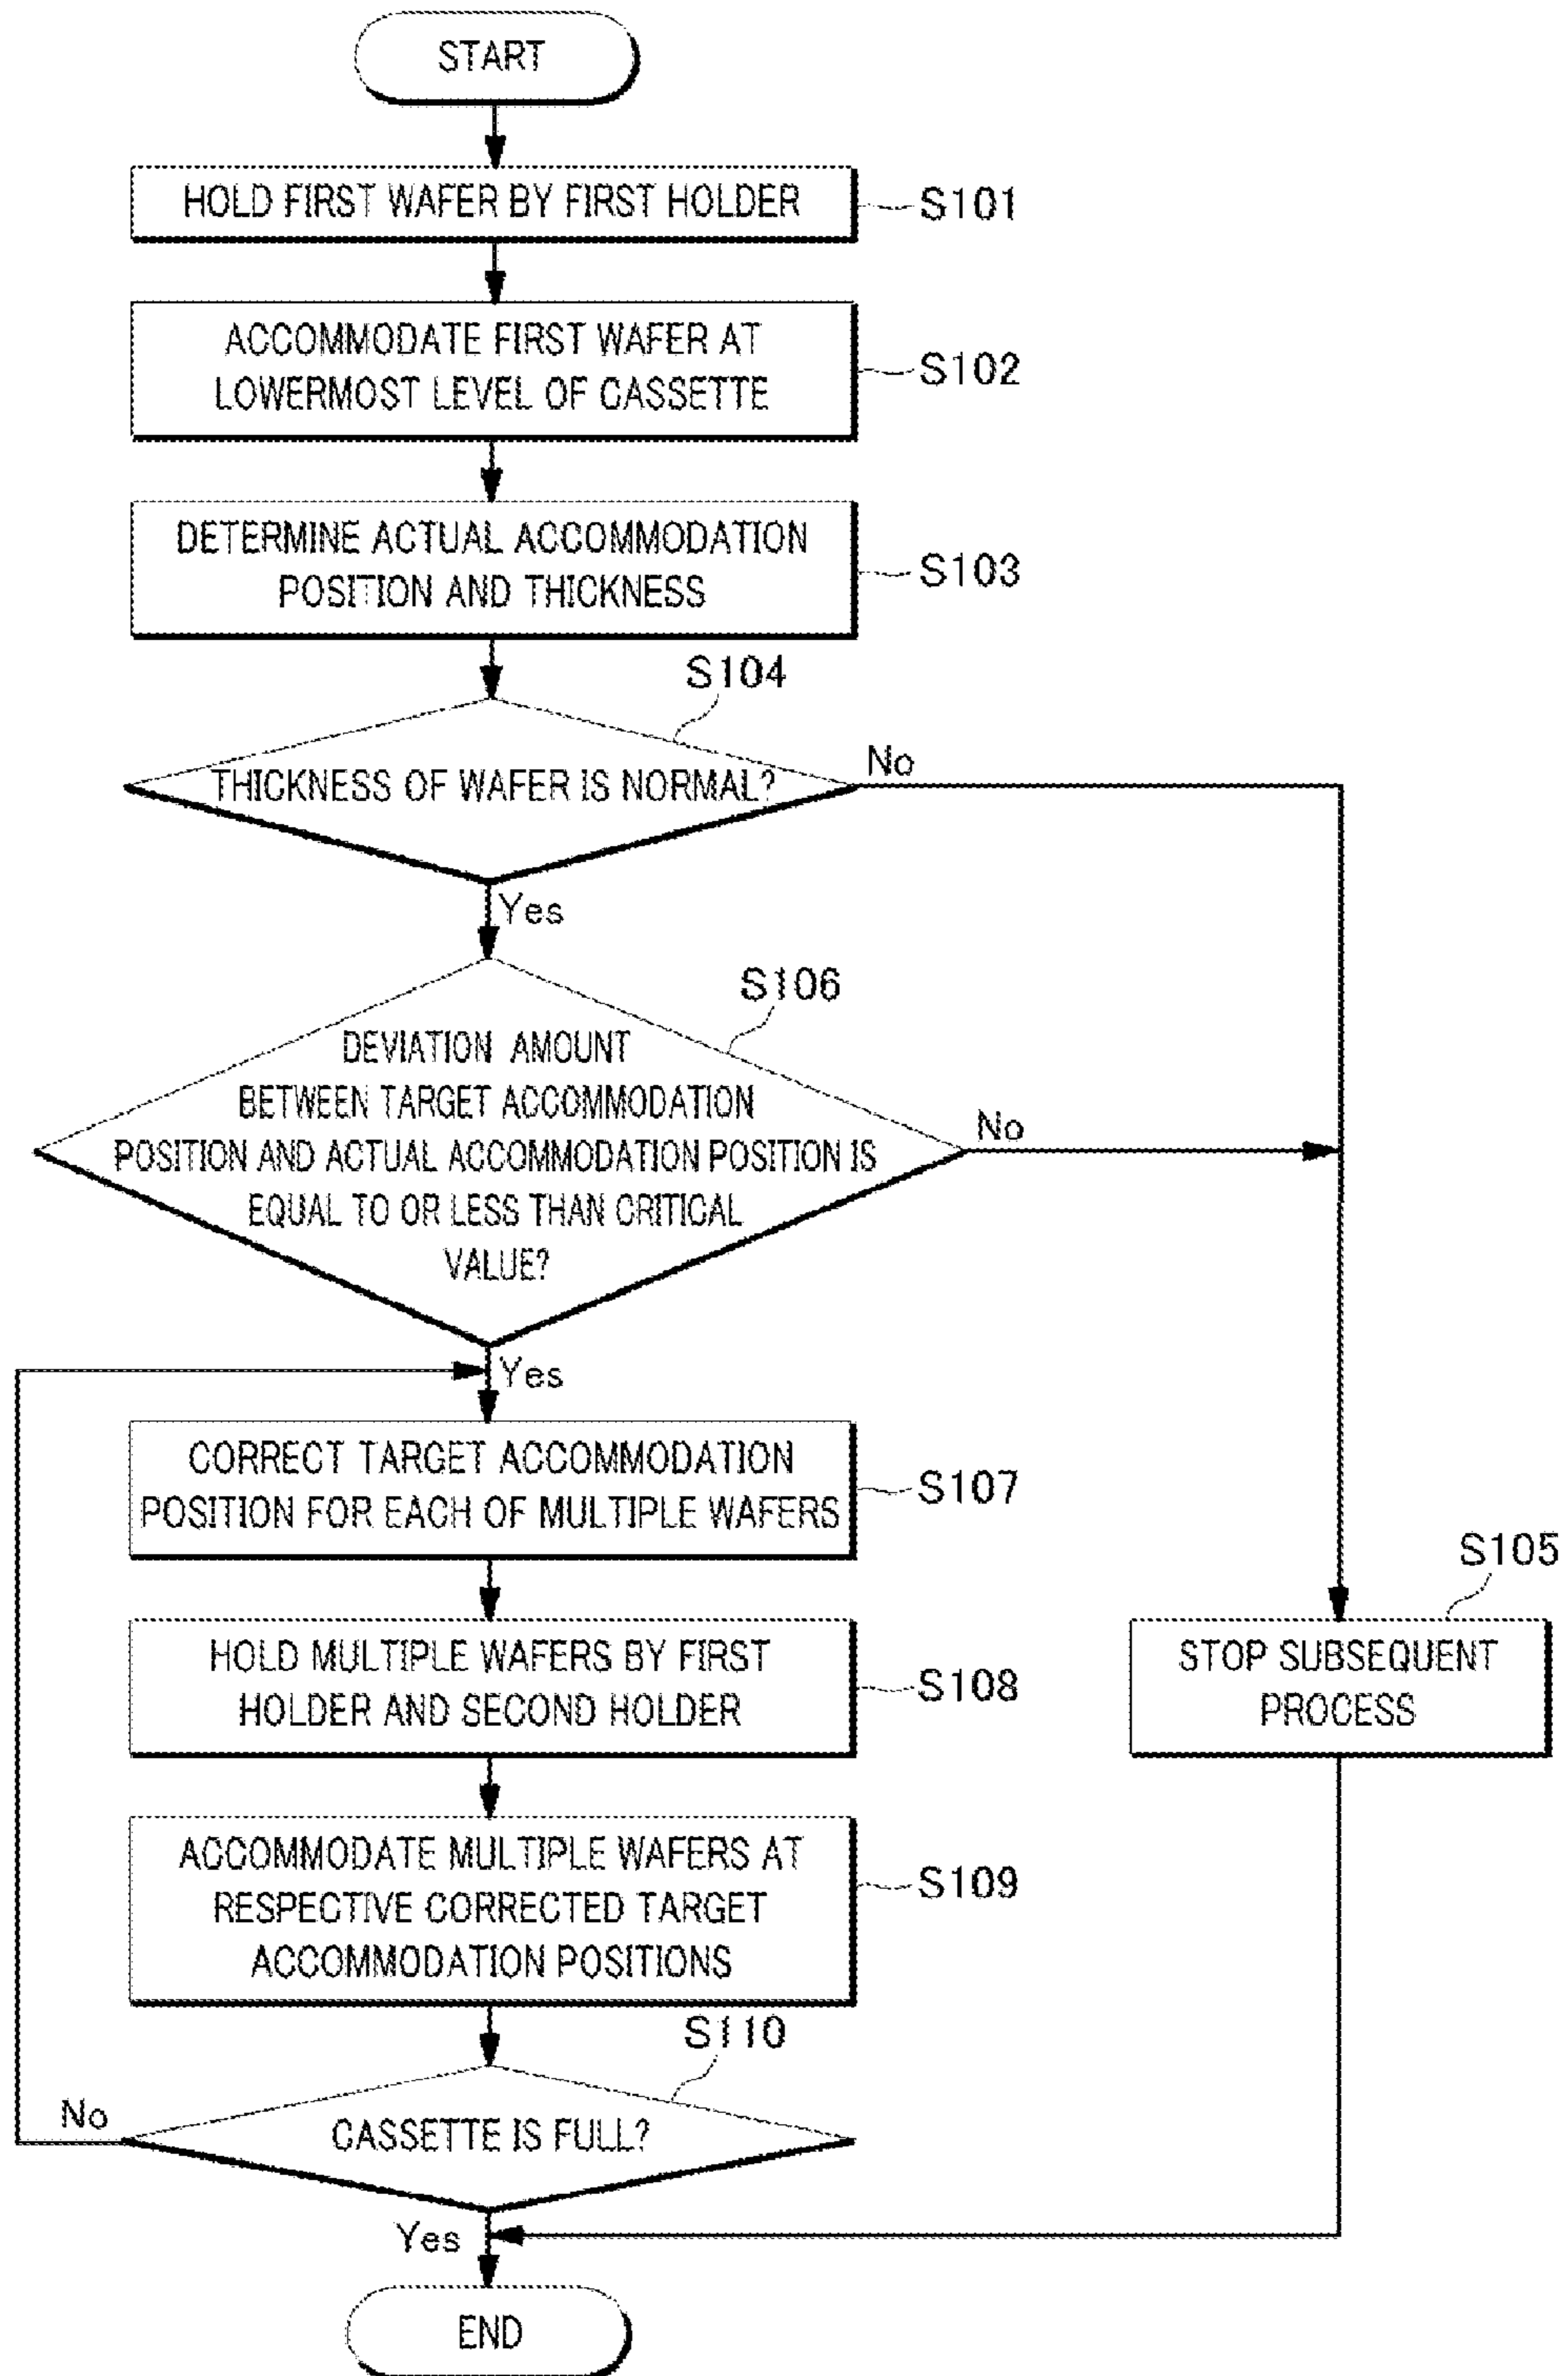 START
HOLD FIRST WAFER BY FIRST HOLDER
S101
ACCOMMODATE FIRST WAFER AT
LOWERMOST LEVEL OF CASSETTE
S102
DETERMINE ACTUAL ACCOMMODATION
POSITION AND THICKNESS
S103
S104
THICKNESS OF WAFER IS NORMAL?
No
Yes
S106
DEVIATION AMOUNT
BETWEEN TARGET ACCOMMODATION
POSITION AND ACTUAL ACCOMMODATION POSITION IS
EQUAL TO OR LESS THAN CRITICAL
VALUE?
No
Yes
CORRECT TARGET ACCOMMODATION
POSITION FOR EACH OF MULTIPLE WAFERS
S107
S105
HOLD MULTIPLE WAFERS BY FIRST
HOLDER AND SECOND HOLDER
S108
STOP SUBSEQUENT
PROCESS
ACCOMMODATE MULTIPLE WAFERS AT
RESPECTIVE CORRECTED TARGET
ACCOMMODATION POSITIONS
S109
S110
CASSETTE IS FULL?
No
Yes
END